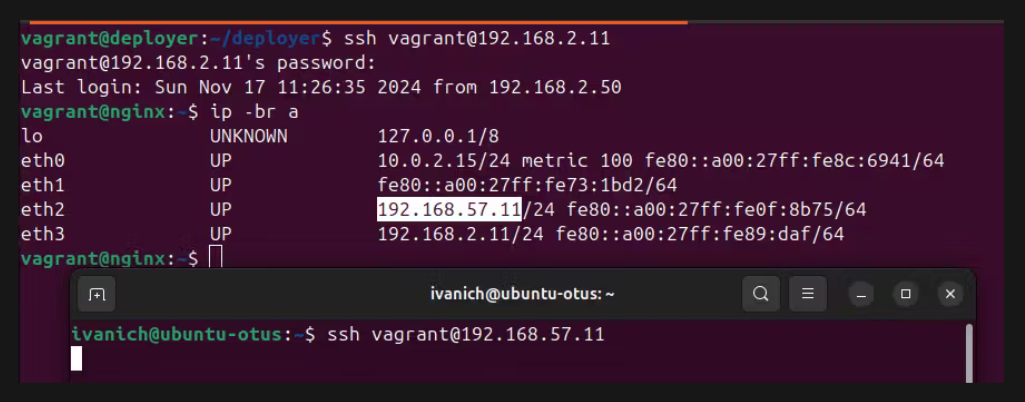 vagrant@deployer:~/deployer$ ssh vagrant@192.168.2.11
vagrant@192.168.2.11's password:
Last login: Sun Nov 17 11:26:35 2024 from 192.168.2.50
vagrant@nginx:~$ ip -br a
lo UNKNOWN 127.0.0.1/8
eth0 UP 10.0.2.15/24 metric 100 fe80::a00:27ff:fe8c:6941/64
eth1 UP fe80::a00:27ff:fe73:1bd2/64
eth2 UP 192.168.57.11/24 fe80::a00:27ff:fe0f:8b75/64
eth3 UP 192.168.2.11/24 fe80::a00:27ff:fe89:daf/64
vagrant@nginx:~$
ivanich@ubuntu-otus: ~
ivanich@ubuntu-otus:~$ ssh vagrant@192.168.57.11